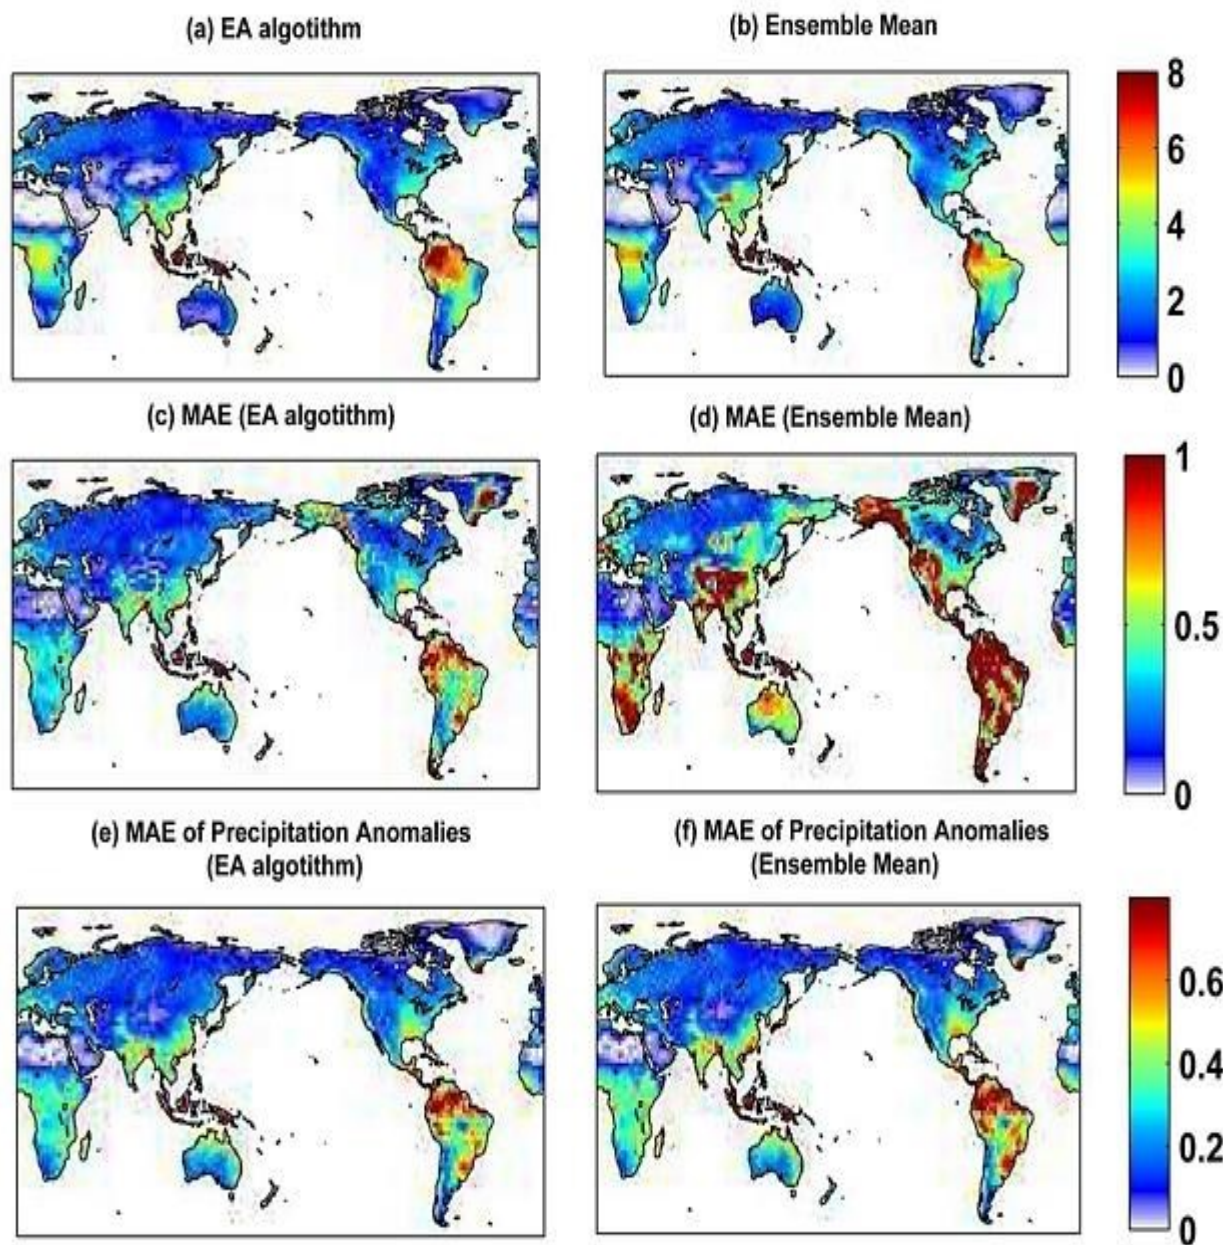 (a) EA algotithm
(b) Ensemble Mean
8
6
4
2
0
(c) MAE (EA algotithm)
(d) MAE (Ensemble Mean)
1
0.5
0
(e) MAE of Precipitation Anomalies
(EA algotithm)
(f) MAE of Precipitation Anomalies
(Ensemble Mean)
0.6
0.4
0.2
0